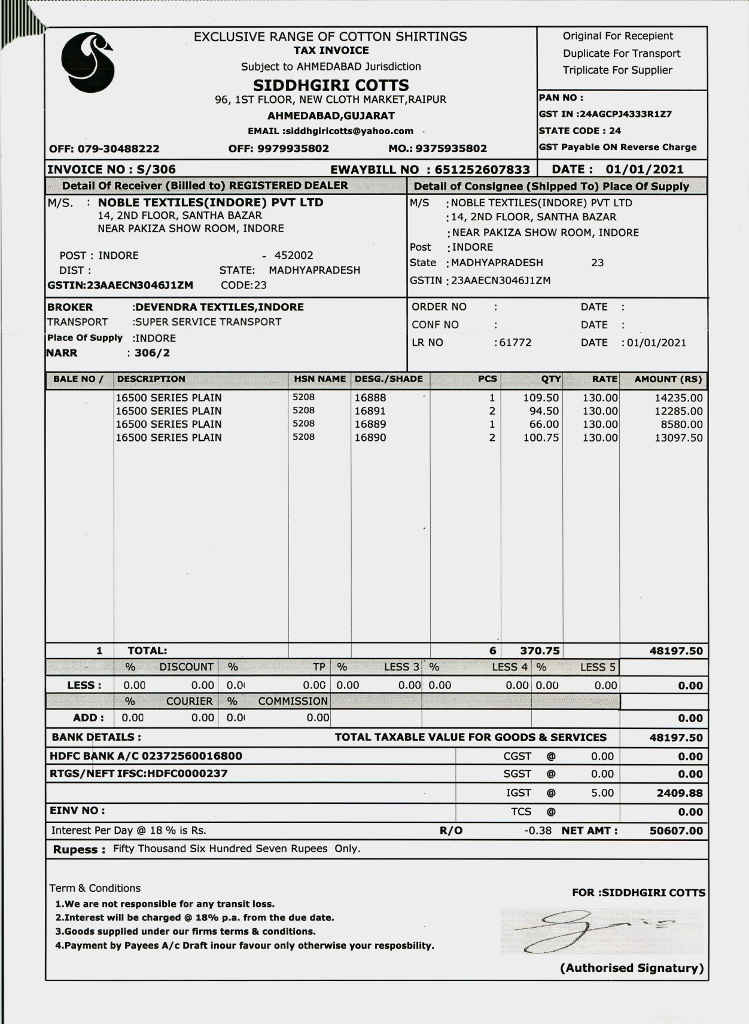 EXCLUSIVE RANGE OF COTTON SHIRTINGS
TAX INVOICE
Subject to AHMEDABAD Jurisdiction
SIDDHGIRI COTTS
96, 1ST FLOOR, NEW CLOTH MARKET,RAIPUR
AHMEDABAD,GUJARAT
EMAIL :siddhgiricotts@yahoo.com
OFF: 079-30488222 OFF: 9979935802 MO.: 9375935802
Original For Recepient
Duplicate For Transport
Triplicate For Supplier
PAN NO :
GST IN :24AGCPJ4333R1Z7
STATE CODE : 24
GST Payable ON Reverse Charge
INVOICE NO : S/306 EWAYBILL NO : 651252607833 DATE : 01/01/2021
Detail Of Receiver (Billled to) REGISTERED DEALER
M/S. : NOBLE TEXTILES(INDORE) PVT LTD
14, 2ND FLOOR, SANTHA BAZAR
NEAR PAKIZA SHOW ROOM, INDORE
POST : INDORE - 452002
DIST : STATE: MADHYAPRADESH
GSTIN:23AAECN3046J1ZM CODE:23
Detail of Consignee (Shipped To) Place Of Supply
M/S : NOBLE TEXTILES(INDORE) PVT LTD
:14, 2ND FLOOR, SANTHA BAZAR
:NEAR PAKIZA SHOW ROOM, INDORE
Post :INDORE
State :MADHYAPRADESH 23
GSTIN :23AAECN3046J1ZM
BROKER :DEVENDRA TEXTILES,INDORE
TRANSPORT :SUPER SERVICE TRANSPORT
Place Of Supply :INDORE
NARR : 306/2
ORDER NO : DATE :
CONF NO : DATE :
LR NO :61772 DATE :01/01/2021
BALE NO / DESCRIPTION HSN NAME DESG./SHADE PCS QTY RATE AMOUNT (RS)
16500 SERIES PLAIN 5208 16888 1 109.50 130.00 14235.00
16500 SERIES PLAIN 5208 16891 2 94.50 130.00 12285.00
16500 SERIES PLAIN 5208 16889 1 66.00 130.00 8580.00
16500 SERIES PLAIN 5208 16890 2 100.75 130.00 13097.50
1 TOTAL: 6 370.75 48197.50
% DISCOUNT % TP % LESS 3 % LESS 4 % LESS 5
LESS : 0.00 0.00 0.0( 0.00 0.00 0.00 0.00 0.00 0.00 0.00 0.00
% COURIER % COMMISSION
ADD : 0.00 0.00 0.0( 0.00 0.00
BANK DETAILS : TOTAL TAXABLE VALUE FOR GOODS & SERVICES 48197.50
HDFC BANK A/C 02372560016800 CGST @ 0.00 0.00
RTGS/NEFT IFSC:HDFC0000237 SGST @ 0.00 0.00
IGST @ 5.00 2409.88
EINV NO : TCS @ 0.00
Interest Per Day @ 18 % is Rs. R/O -0.38 NET AMT : 50607.00
Rupess : Fifty Thousand Six Hundred Seven Rupees Only.
Term & Conditions
1.We are not responsible for any transit loss.
2.Interest will be charged @ 18% p.a. from the due date.
3.Goods supplied under our firms terms & conditions.
4.Payment by Payees A/c Draft inour favour only otherwise your resposbility.
FOR :SIDDHGIRI COTTS
(Authorised Signatury)